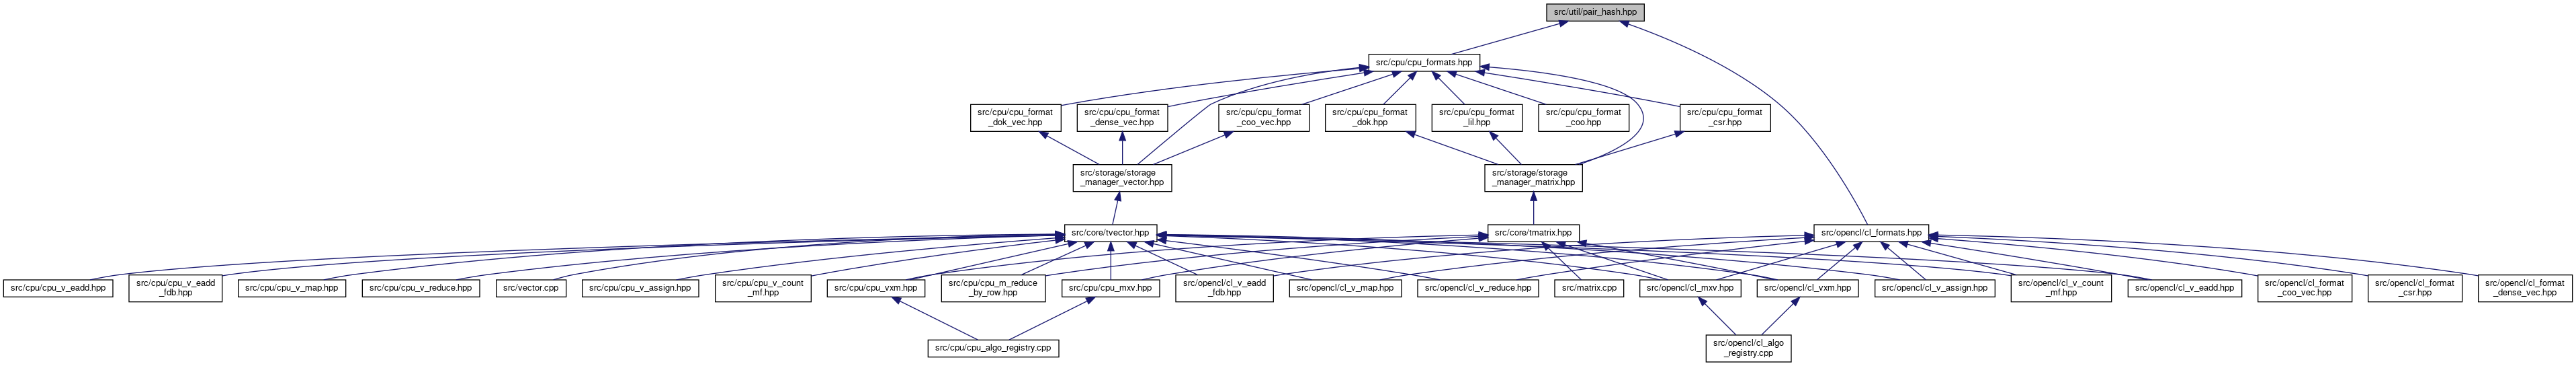 src/util/pair_hash.hpp
src/cpu/cpu_formats.hpp
src/cpu/cpu_format
_dok_vec.hpp
src/cpu/cpu_format
_dense_vec.hpp
src/cpu/cpu_format
_coo_vec.hpp
src/cpu/cpu_format
_dok.hpp
src/cpu/cpu_format
_lil.hpp
src/cpu/cpu_format
_coo.hpp
src/cpu/cpu_format
_csr.hpp
src/storage/storage
_manager_vector.hpp
src/storage/storage
_manager_matrix.hpp
src/core/tvector.hpp
src/core/tmatrix.hpp
src/opencl/cl_formats.hpp
src/cpu/cpu_v_eadd.hpp
src/cpu/cpu_v_eadd
_fdb.hpp
src/cpu/cpu_v_map.hpp
src/cpu/cpu_v_reduce.hpp
src/vector.cpp
src/cpu/cpu_v_assign.hpp
src/cpu/cpu_v_count
_mf.hpp
src/cpu/cpu_vxm.hpp
src/cpu/cpu_m_reduce
_by_row.hpp
src/cpu/cpu_mxv.hpp
src/opencl/cl_v_eadd
_fdb.hpp
src/opencl/cl_v_map.hpp
src/opencl/cl_v_reduce.hpp
src/matrix.cpp
src/opencl/cl_mxv.hpp
src/opencl/cl_vxm.hpp
src/opencl/cl_v_assign.hpp
src/opencl/cl_v_count
_mf.hpp
src/opencl/cl_v_eadd.hpp
src/opencl/cl_format
_coo_vec.hpp
src/opencl/cl_format
_csr.hpp
src/opencl/cl_format
_dense_vec.hpp
src/cpu/cpu_algo_registry.cpp
src/opencl/cl_algo
_registry.cpp